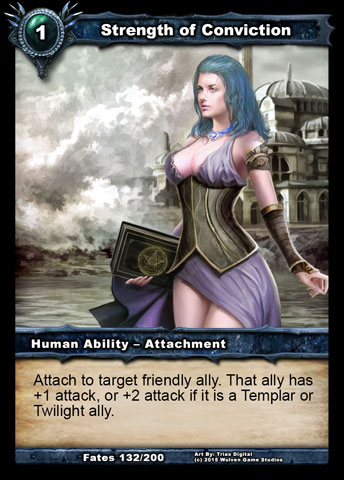 1
Strength of Conviction
Human Ability – Attachment
Attach to target friendly ally. That ally has
+1 attack, or +2 attack if it is a Templar or
Twilight ally.
Fates 132/200
Art By: Trias Digital
(c) 2015 Wulven Game Studios